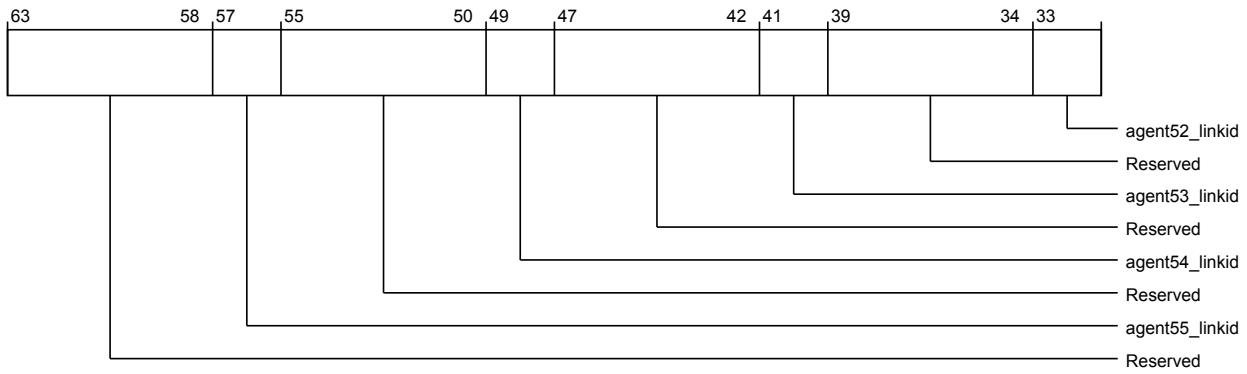 63 58 57 55 50 49 47 42 41 39 34 33
agent52_linkid
Reserved
agent53_linkid
Reserved
agent54_linkid
Reserved
agent55_linkid
Reserved